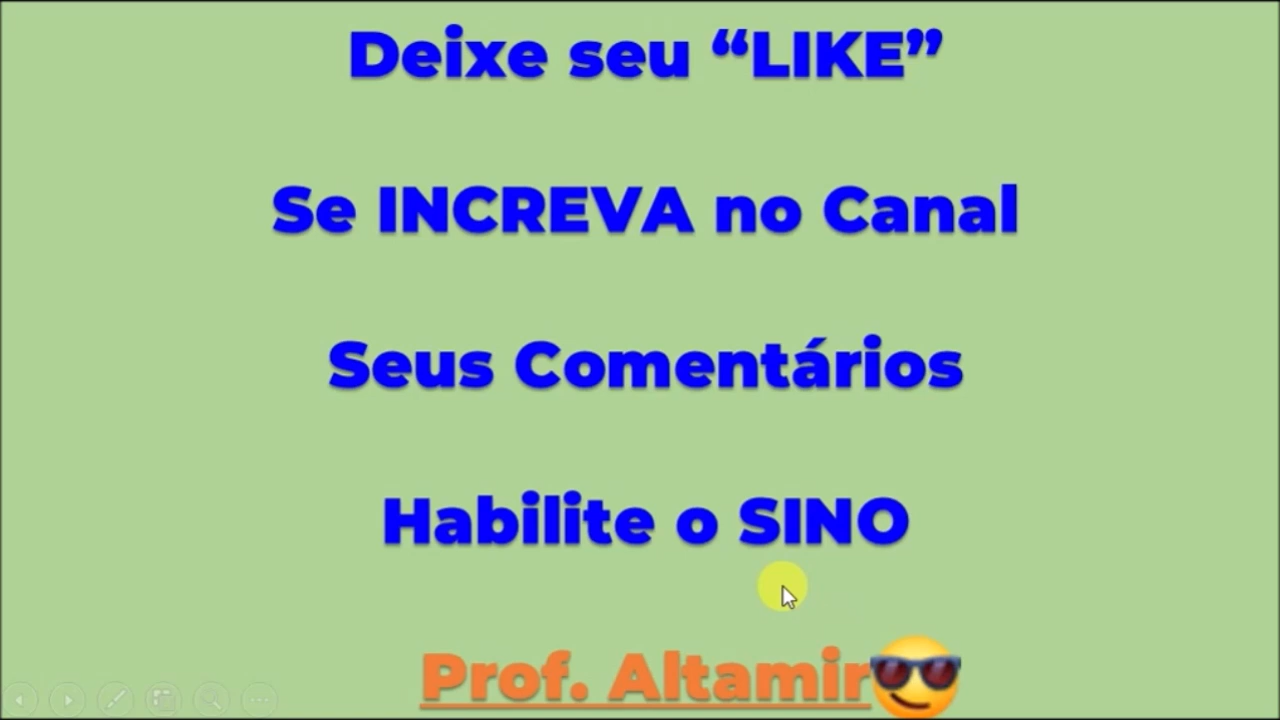 Deixe seu “LIKE”
Se INCREVA no Canal
Seus Comentários
Habilite o SINO
Prof. Altamir